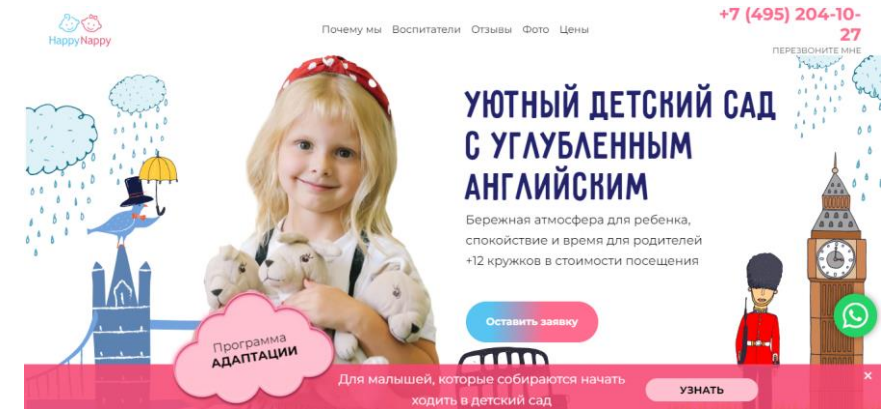 HappyNappy
Почему мы Воспитатели Отзывы Фото Цены
+7 (495) 204-10-
27
ПЕРЕЗВОНИТЕ МНЕ
УЮТНЫЙ ДЕТСКИЙ САД
С УГЛУБЛЕННЫМ
АНГЛИЙСКИМ
Бережная атмосфера для ребенка,
спокойствие и время для родителей
+12 кружков в стоимости посещения
Оставить заявку
Программа
АДАПТАЦИИ
Для малышей, которые собираются начать
ходить в детский сад
УЗНАТЬ
×